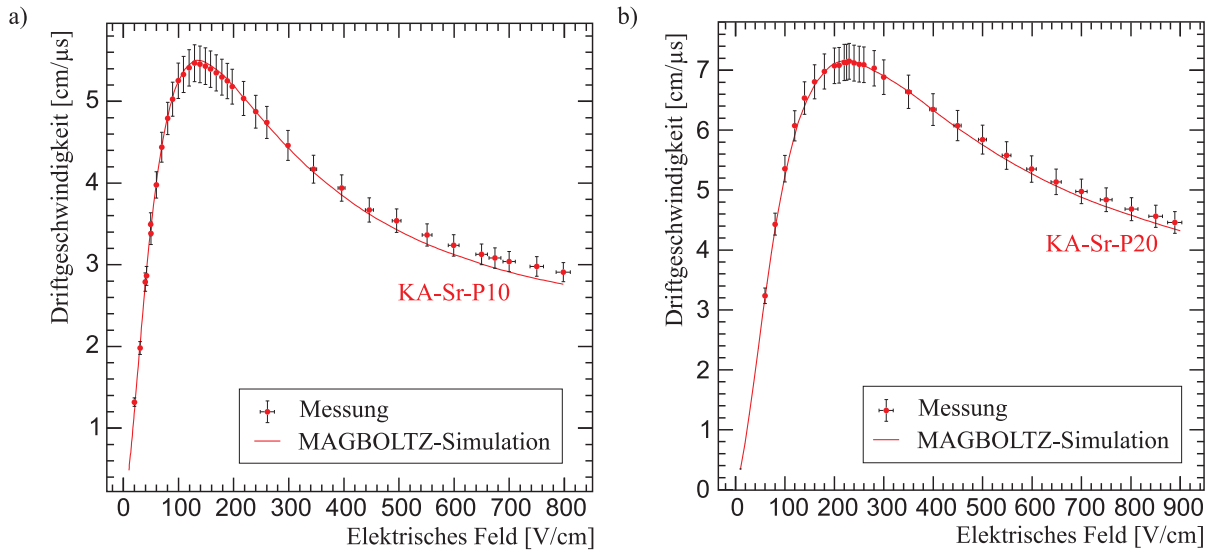 a)
Driftgeschwindigkeit [cm/µs]
5
4
3
2
1
KA-Sr-P10
Messung
MAGBOLTZ-Simulation
0 100 200 300 400 500 600 700 800
Elektrisches Feld [V/cm]
b)
Driftgeschwindigkeit [cm/µs]
7
6
5
4
3
2
1
0
KA-Sr-P20
Messung
MAGBOLTZ-Simulation
0 100 200 300 400 500 600 700 800 900
Elektrisches Feld [V/cm]